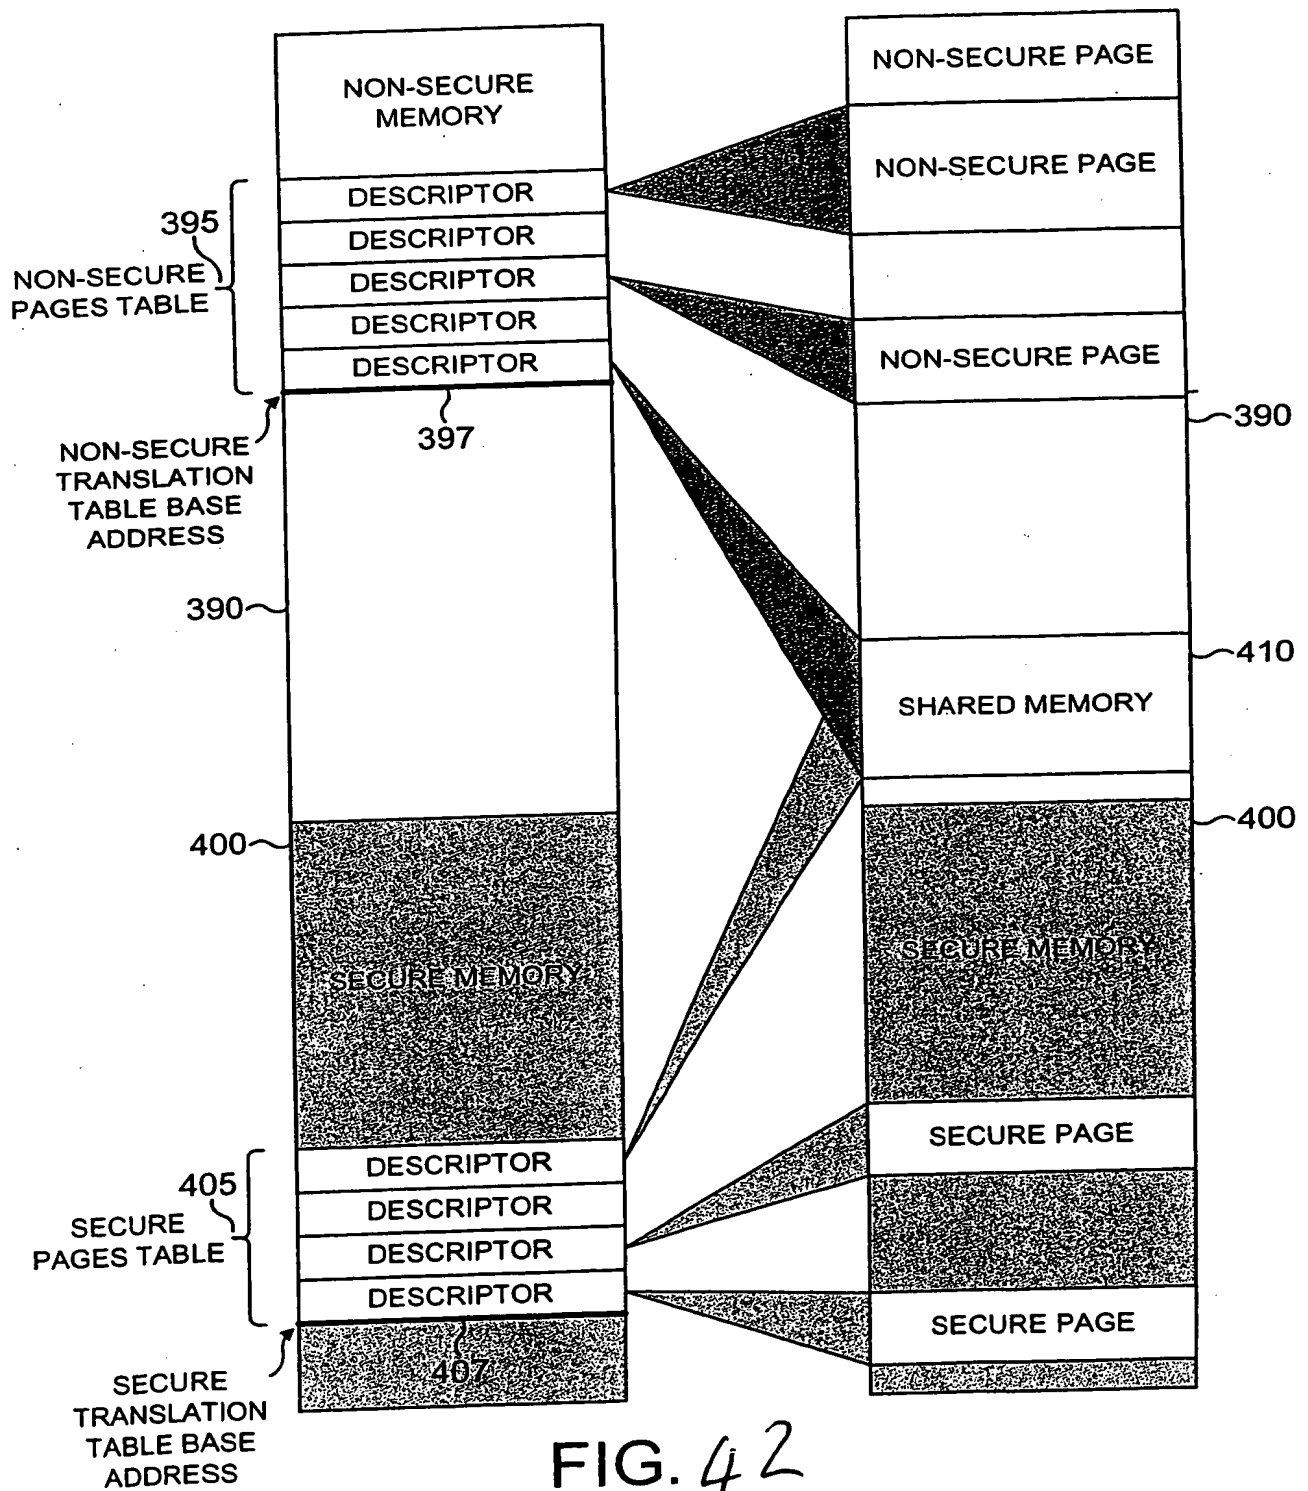 NON-SECURE
MEMORY
DESCRIPTOR
DESCRIPTOR
DESCRIPTOR
DESCRIPTOR
DESCRIPTOR
395
NON-SECURE
PAGES TABLE
397
NON-SECURE
TRANSLATION
TABLE BASE
ADDRESS
390
400
SECURE MEMORY
DESCRIPTOR
DESCRIPTOR
DESCRIPTOR
DESCRIPTOR
405
SECURE
PAGES TABLE
407
SECURE
TRANSLATION
TABLE BASE
ADDRESS
NON-SECURE PAGE
NON-SECURE PAGE
NON-SECURE PAGE
390
410
SHARED MEMORY
400
SECURE MEMORY
SECURE PAGE
SECURE PAGE
FIG. 42